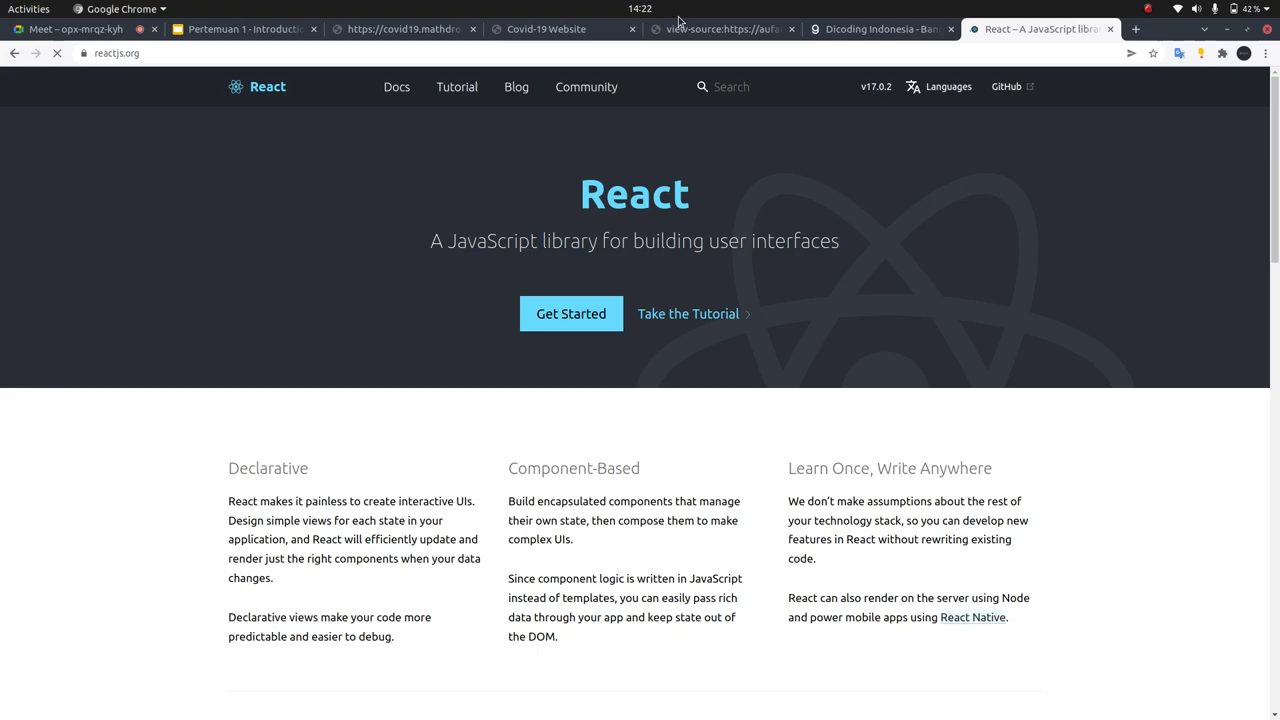 Activities Google Chrome 14:22 42 %
Meet – opx-mrqz-kyh Pertemuan 1 - Introductio https://covid19.mathdro Covid-19 Website view-source:https://aufar Dicoding Indonesia - Ban React – A JavaScript libra
reactjs.org
React Docs Tutorial Blog Community Search v17.0.2 Languages GitHub
React
A JavaScript library for building user interfaces
Get Started Take the Tutorial
Declarative
React makes it painless to create interactive UIs.
Design simple views for each state in your
application, and React will efficiently update and
render just the right components when your data
changes.
Declarative views make your code more
predictable and easier to debug.
Component-Based
Build encapsulated components that manage
their own state, then compose them to make
complex UIs.
Since component logic is written in JavaScript
instead of templates, you can easily pass rich
data through your app and keep state out of
the DOM.
Learn Once, Write Anywhere
We don’t make assumptions about the rest of
your technology stack, so you can develop new
features in React without rewriting existing
code.
React can also render on the server using Node
and power mobile apps using React Native.